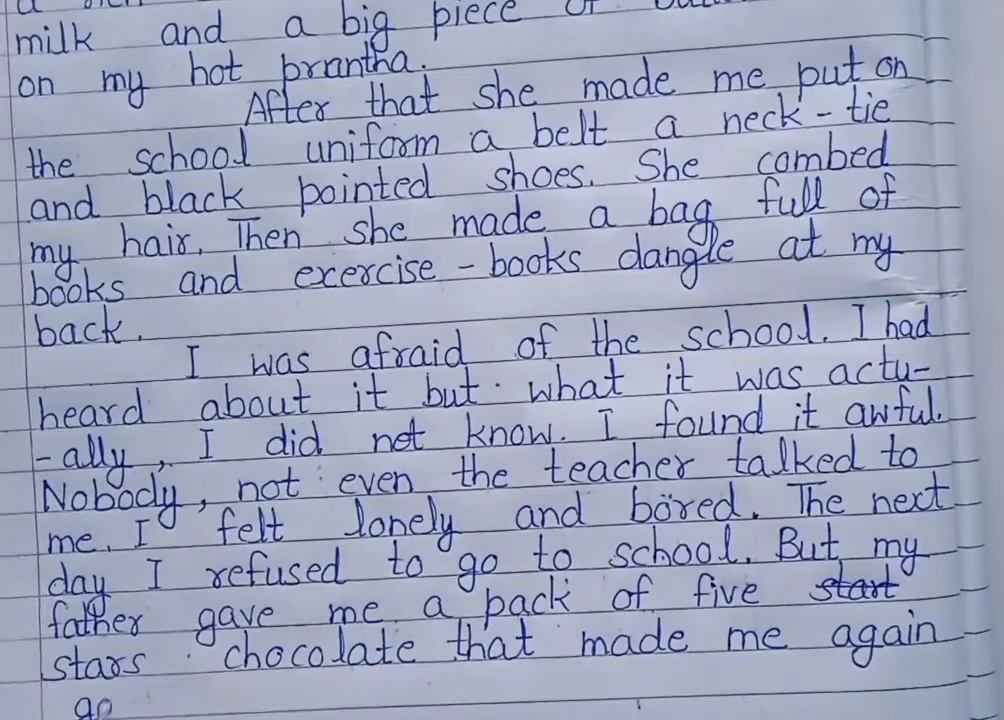 milk and a big piece of
on my hot prantha.
After that she made me put on
the school uniform a belt a neck-tie
and black pointed shoes. She combed
my hair. Then she made a bag full of
books and exercise-books dangle at my
back.
I was afraid of the school. I had
heard about it but what it was actu-
-ally, I did not know. I found it awful.
Nobody, not even the teacher talked to
me. I felt lonely and bored. The next
day I refused to go to school. But my
father gave me a pack of five start
stars chocolate that made me again
go